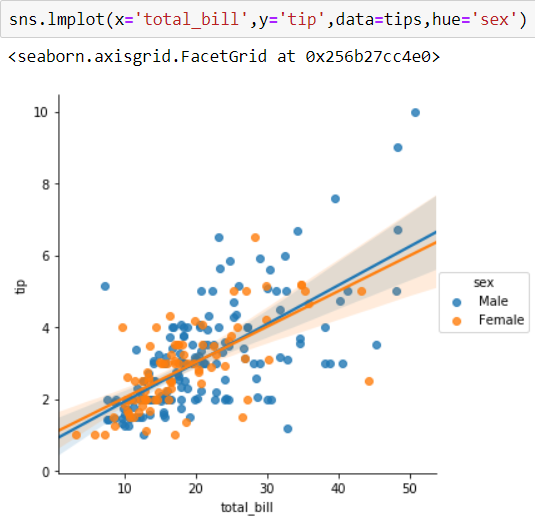 sns.lmplot(x='total_bill',y='tip',data=tips,hue='sex')
<seaborn.axisgrid.FacetGrid at 0x256b27cc4e0>
10
8
6
4
2
0
tip
10 20 30 40 50
total_bill
sex
Male
Female